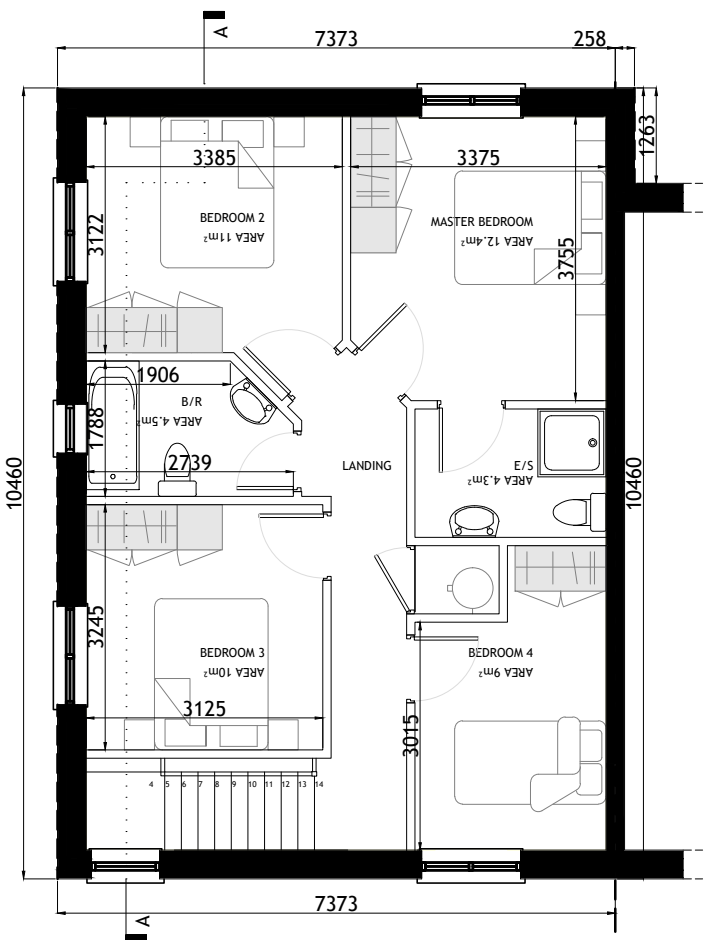 A
7373
258
1263
3385
3375
BEDROOM 2
AREA 11m²
MASTER BEDROOM
AREA 12.4m²
3122
3755
1906
B/R
AREA 4.5m²
1788
2739
LANDING
E/S
AREA 4.3m²
10460
10460
3245
BEDROOM 3
AREA 10m²
BEDROOM 4
AREA 9m²
3125
3015
4 5 6 7 8 9 10 11 12 13 14
7373
A